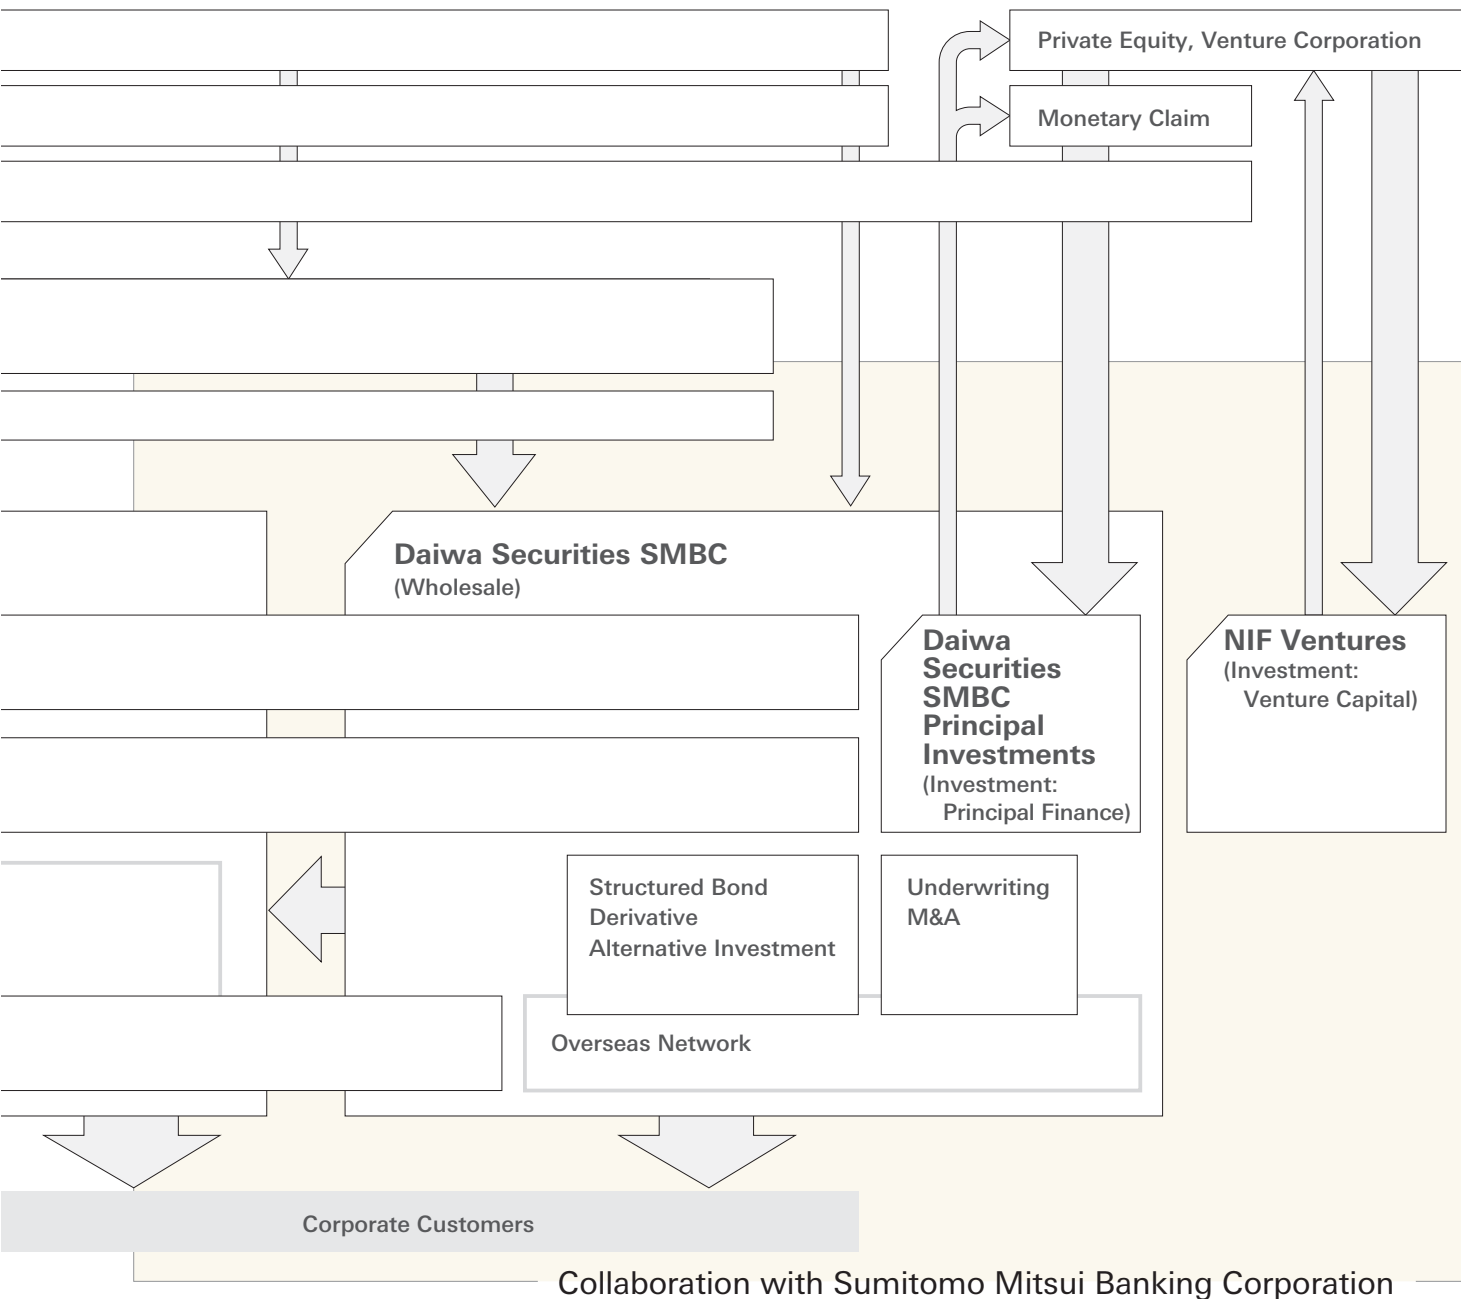 Private Equity, Venture Corporation
Monetary Claim
Daiwa Securities SMBC
(Wholesale)
Daiwa
Securities
SMBC
Principal
Investments
(Investment:
Principal Finance)
NIF Ventures
(Investment:
Venture Capital)
Structured Bond
Derivative
Alternative Investment
Underwriting
M&A
Overseas Network
Corporate Customers
Collaboration with Sumitomo Mitsui Banking Corporation